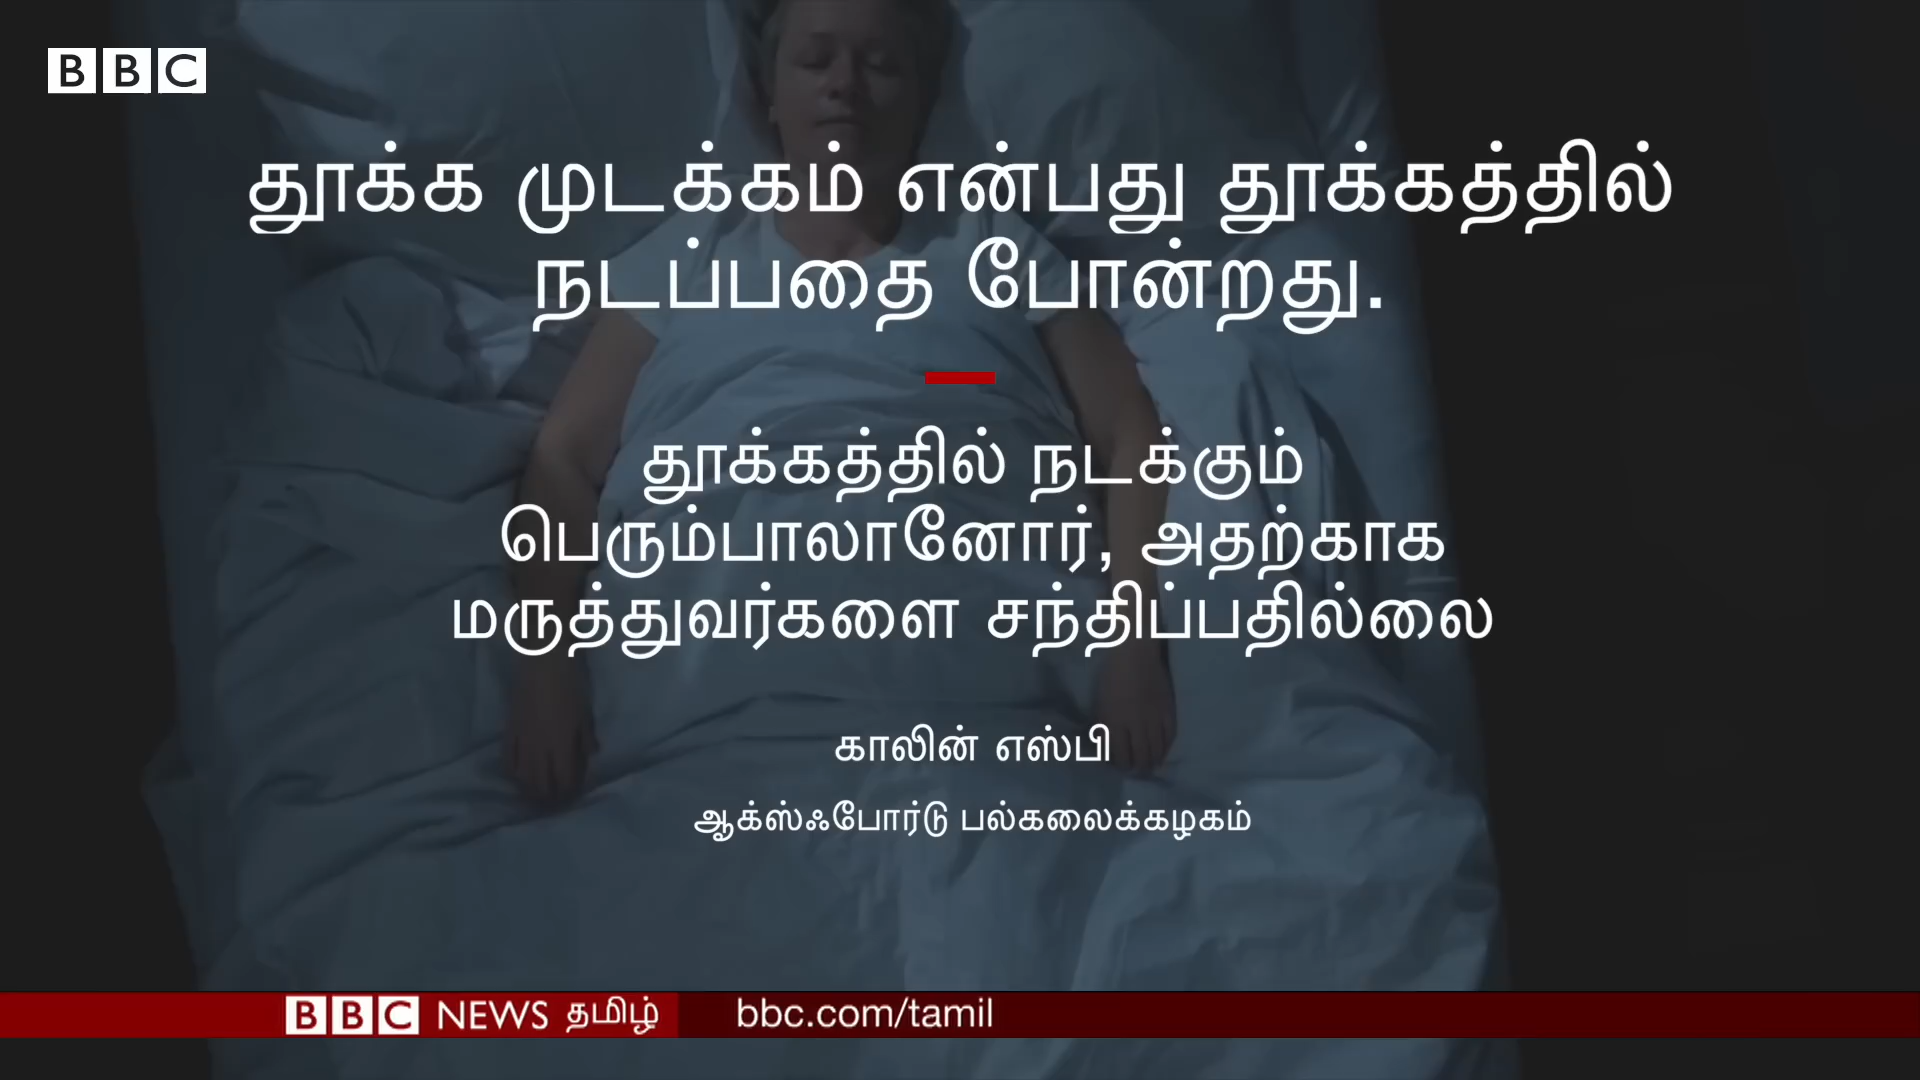 BBC
தூக்க முடக்கம் என்பது தூக்கத்தில்
நடப்பதை போன்றது.
தூக்கத்தில் நடக்கும்
பெரும்பாலானோர், அதற்காக
மருத்துவர்களை சந்திப்பதில்லை
காலின் எஸ்பி
ஆக்ஸ்ஃபோர்டு பல்கலைக்கழகம்
BBC NEWS தமிழ் bbc.com/tamil